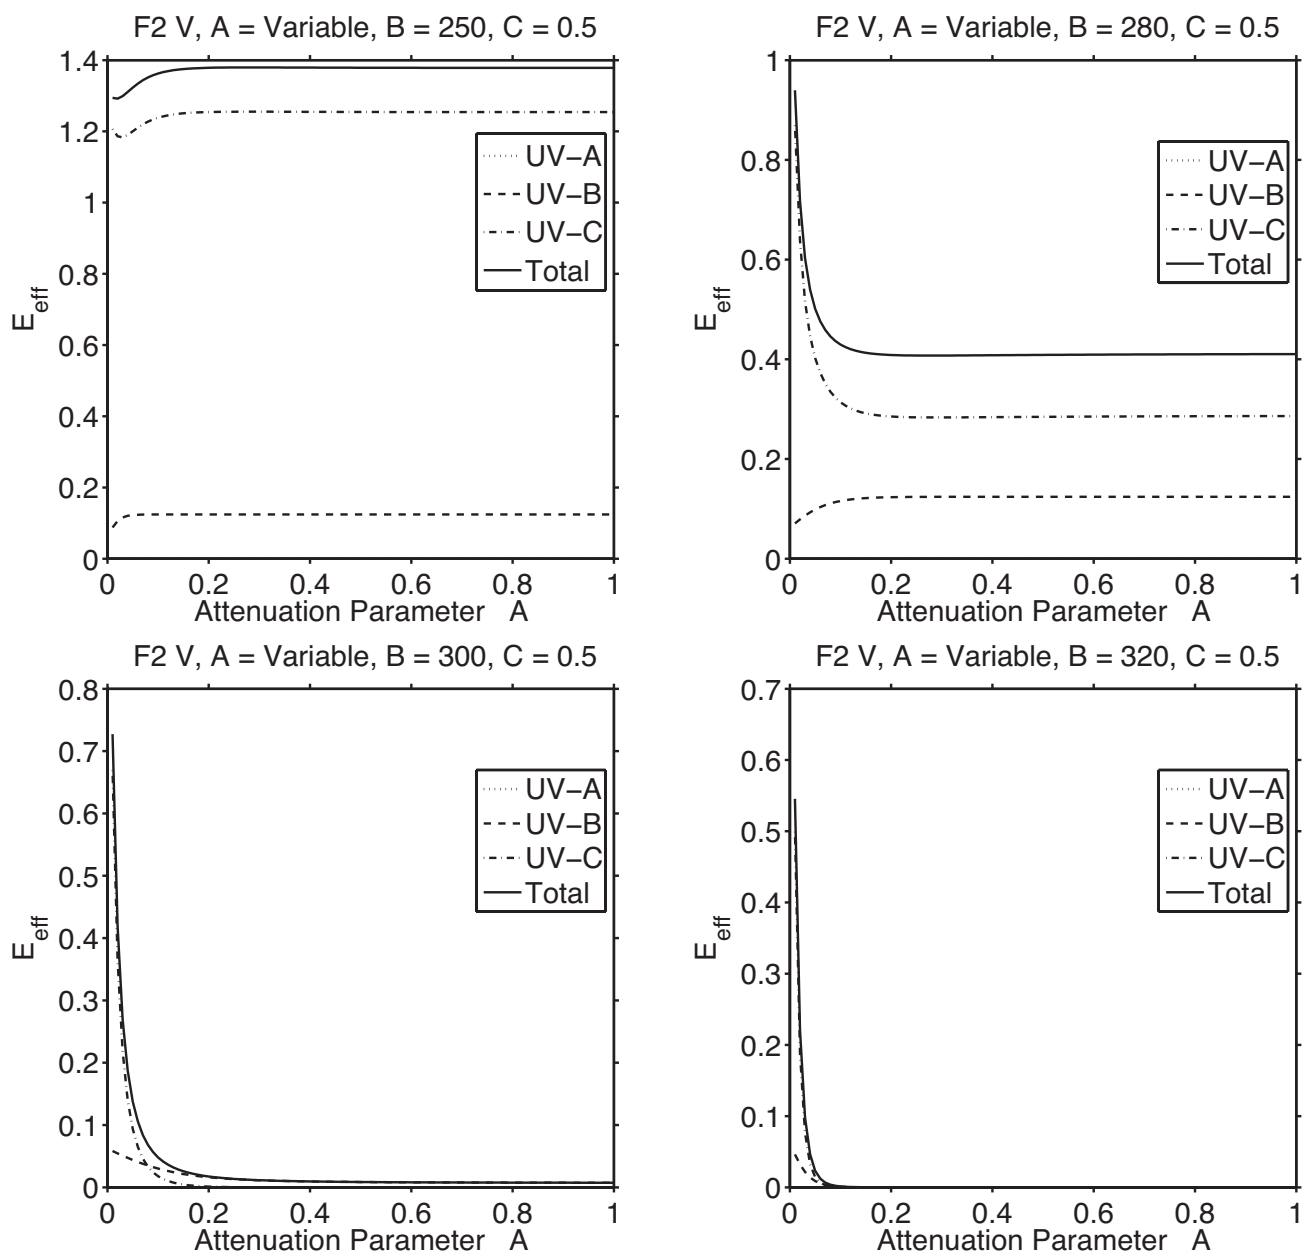 F2 V, A = Variable, B = 250, C = 0.5
1.4
1.2
1
0.8
0.6
0.4
0.2
0
E_eff
UV−A
UV−B
UV−C
Total
0 0.2 0.4 0.6 0.8 1
Attenuation Parameter A
F2 V, A = Variable, B = 280, C = 0.5
1
0.8
0.6
0.4
0.2
0
E_eff
UV−A
UV−B
UV−C
Total
0 0.2 0.4 0.6 0.8 1
Attenuation Parameter A
F2 V, A = Variable, B = 300, C = 0.5
0.8
0.7
0.6
0.5
0.4
0.3
0.2
0.1
0
E_eff
UV−A
UV−B
UV−C
Total
0 0.2 0.4 0.6 0.8 1
Attenuation Parameter A
F2 V, A = Variable, B = 320, C = 0.5
0.7
0.6
0.5
0.4
0.3
0.2
0.1
0
E_eff
UV−A
UV−B
UV−C
Total
0 0.2 0.4 0.6 0.8 1
Attenuation Parameter A